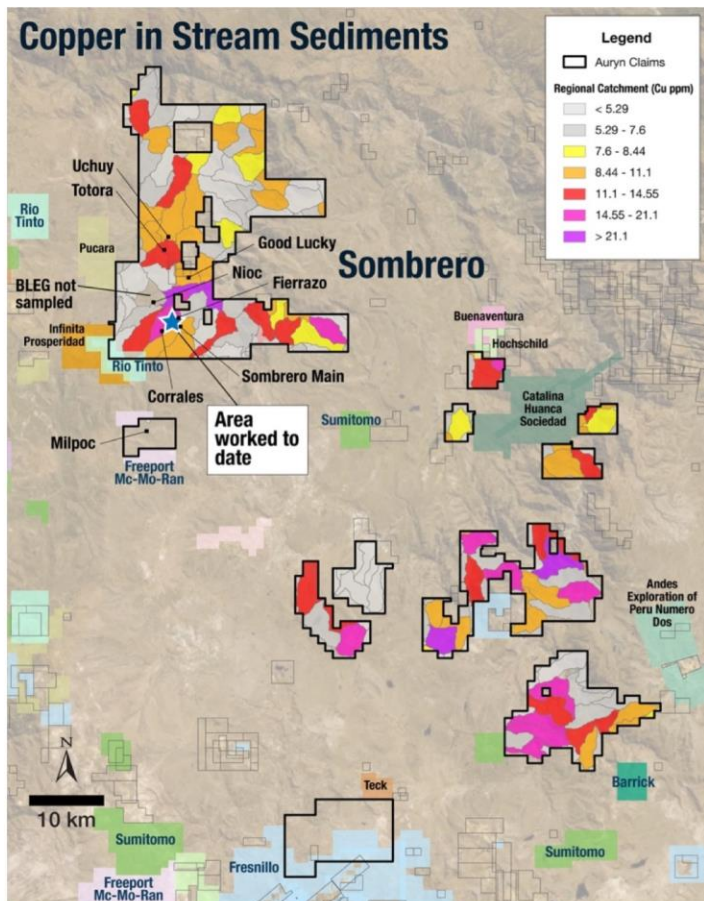 Copper in Stream Sediments
Legend
Auryn Claims
Regional Catchment (Cu ppm)
< 5.29
5.29 - 7.6
7.6 - 8.44
8.44 - 11.1
11.1 - 14.55
14.55 - 21.1
> 21.1
Uchuy
Totora
Rio
Tinto
Pucara
Good Lucky
Nioc
Sombrero
BLEG not
sampled
Fierrazo
Infinita
Prosperidad
Rio Tinto
Buenaventura
Hochschild
Sombrero Main
Corrales
Catalina
Huanca
Sociedad
Area
worked to
date
Sumitomo
Milpoc
Freeport
Mc-Mo-Ran
Andes
Exploration of
Peru Numero
Dos
N
10 km
Teck
Barrick
Sumitomo
Fresnillo
Sumitomo
Freeport
Mc-Mo-Ran